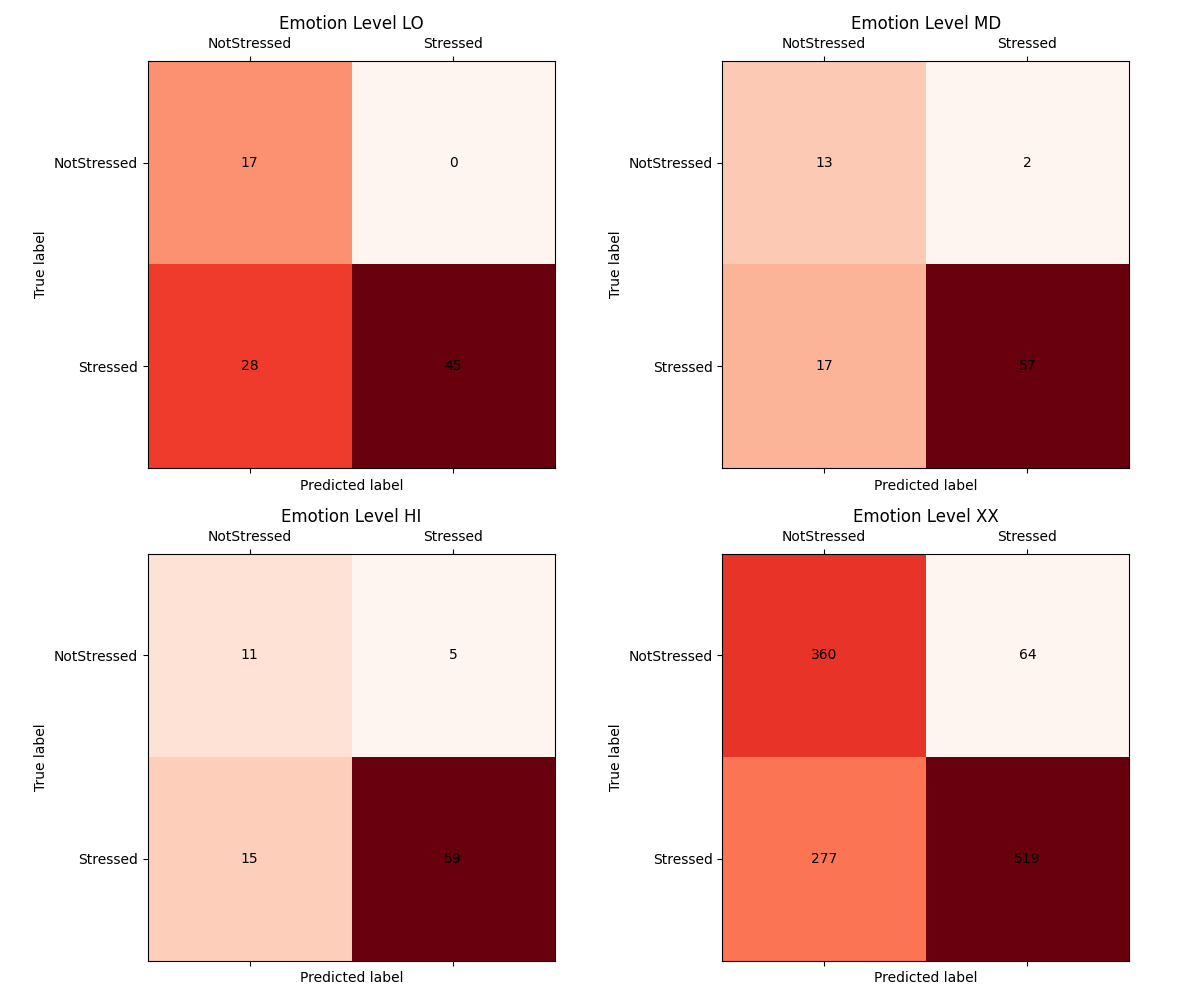 Emotion Level LO
NotStressed Stressed
NotStressed 17 0
True label
Stressed 28 45
Predicted label
Emotion Level MD
NotStressed Stressed
NotStressed 13 2
True label
Stressed 17 57
Predicted label
Emotion Level HI
NotStressed Stressed
NotStressed 11 5
True label
Stressed 15 59
Predicted label
Emotion Level XX
NotStressed Stressed
NotStressed 360 64
True label
Stressed 277 519
Predicted label